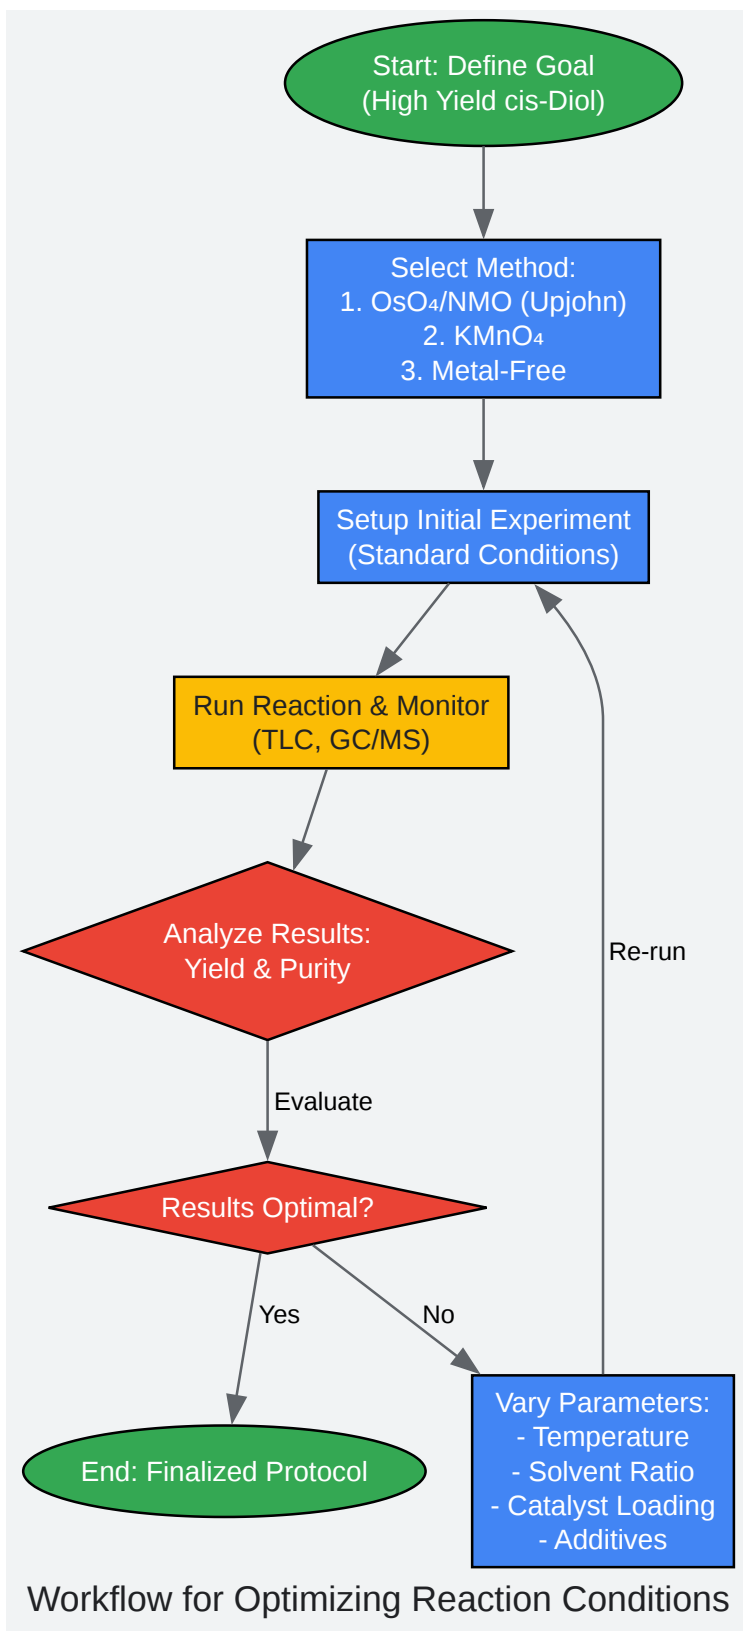 Start: Define Goal
(High Yield cis-Diol)
Select Method:
1. OsO₄/NMO (Upjohn)
2. KMnO₄
3. Metal-Free
Setup Initial Experiment
(Standard Conditions)
Run Reaction & Monitor
(TLC, GC/MS)
Analyze Results:
Yield & Purity
Re-run
Evaluate
Results Optimal?
Yes
No
Vary Parameters:
- Temperature
- Solvent Ratio
- Catalyst Loading
- Additives
End: Finalized Protocol
Workflow for Optimizing Reaction Conditions